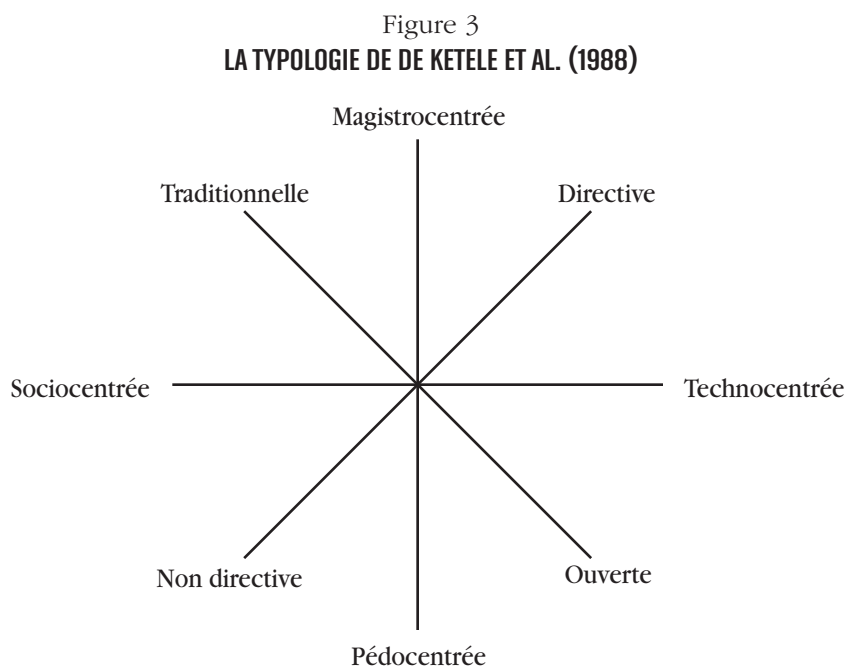 Figure 3
LA TYPOLOGIE DE DE KETELE ET AL. (1988)
Magistrocentrée
Traditionnelle
Directive
Sociocentrée
Technocentrée
Non directive
Ouverte
Pédocentrée